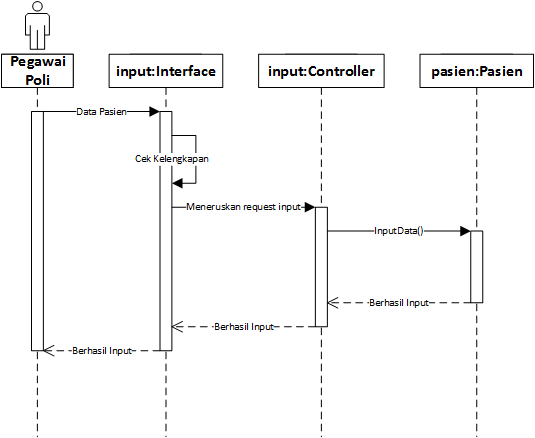 Pegawai
Poli
input:Interface
input:Controller
pasien:Pasien
Data Pasien
Cek Kelengkapan
Meneruskan request input
InputData()
Berhasil Input
Berhasil Input
Berhasil Input